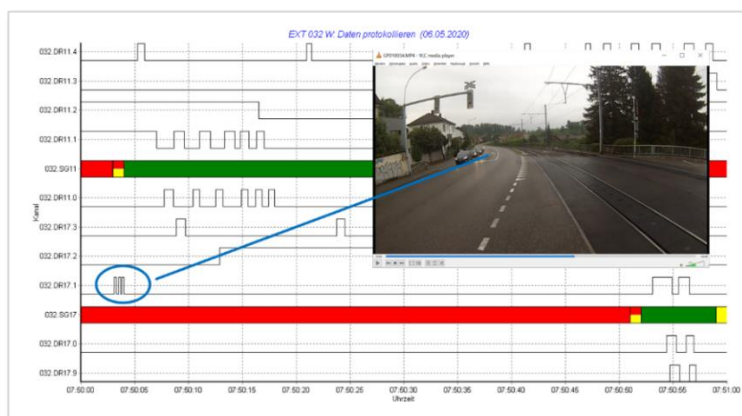 EXT 032 W: Daten protokollieren (06.05.2020)
032.DR11.4
032.DR11.3
032.DR11.2
032.DR11.1
032.SG11
032.DR11.0
032.DR17.3
032.DR17.2
032.DR17.1
032.SG17
032.DR17.0
032.DR17.9
Kanal
07:50:00 07:50:05 07:50:10 07:50:15 07:50:20 07:50:25 07:50:30 07:50:35 07:50:40 07:50:45 07:50:50 07:50:55 07:51:00
Uhrzeit
VLC media player